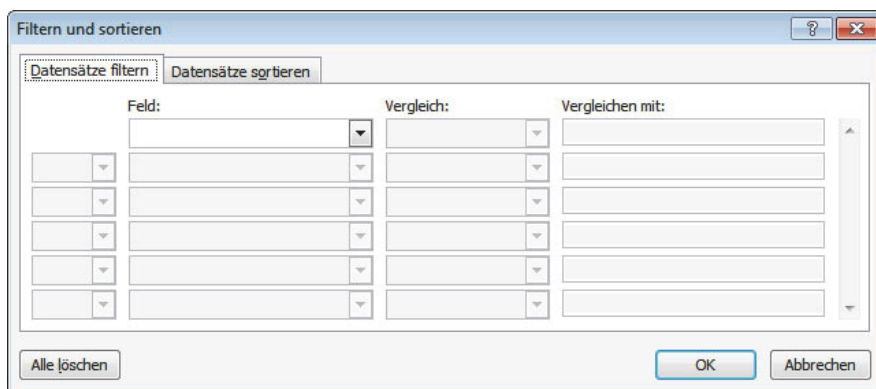 Filtern und sortieren
Datensätze filtern Datensätze sortieren
Feld: Vergleich: Vergleichen mit:
Alle löschen OK Abbrechen